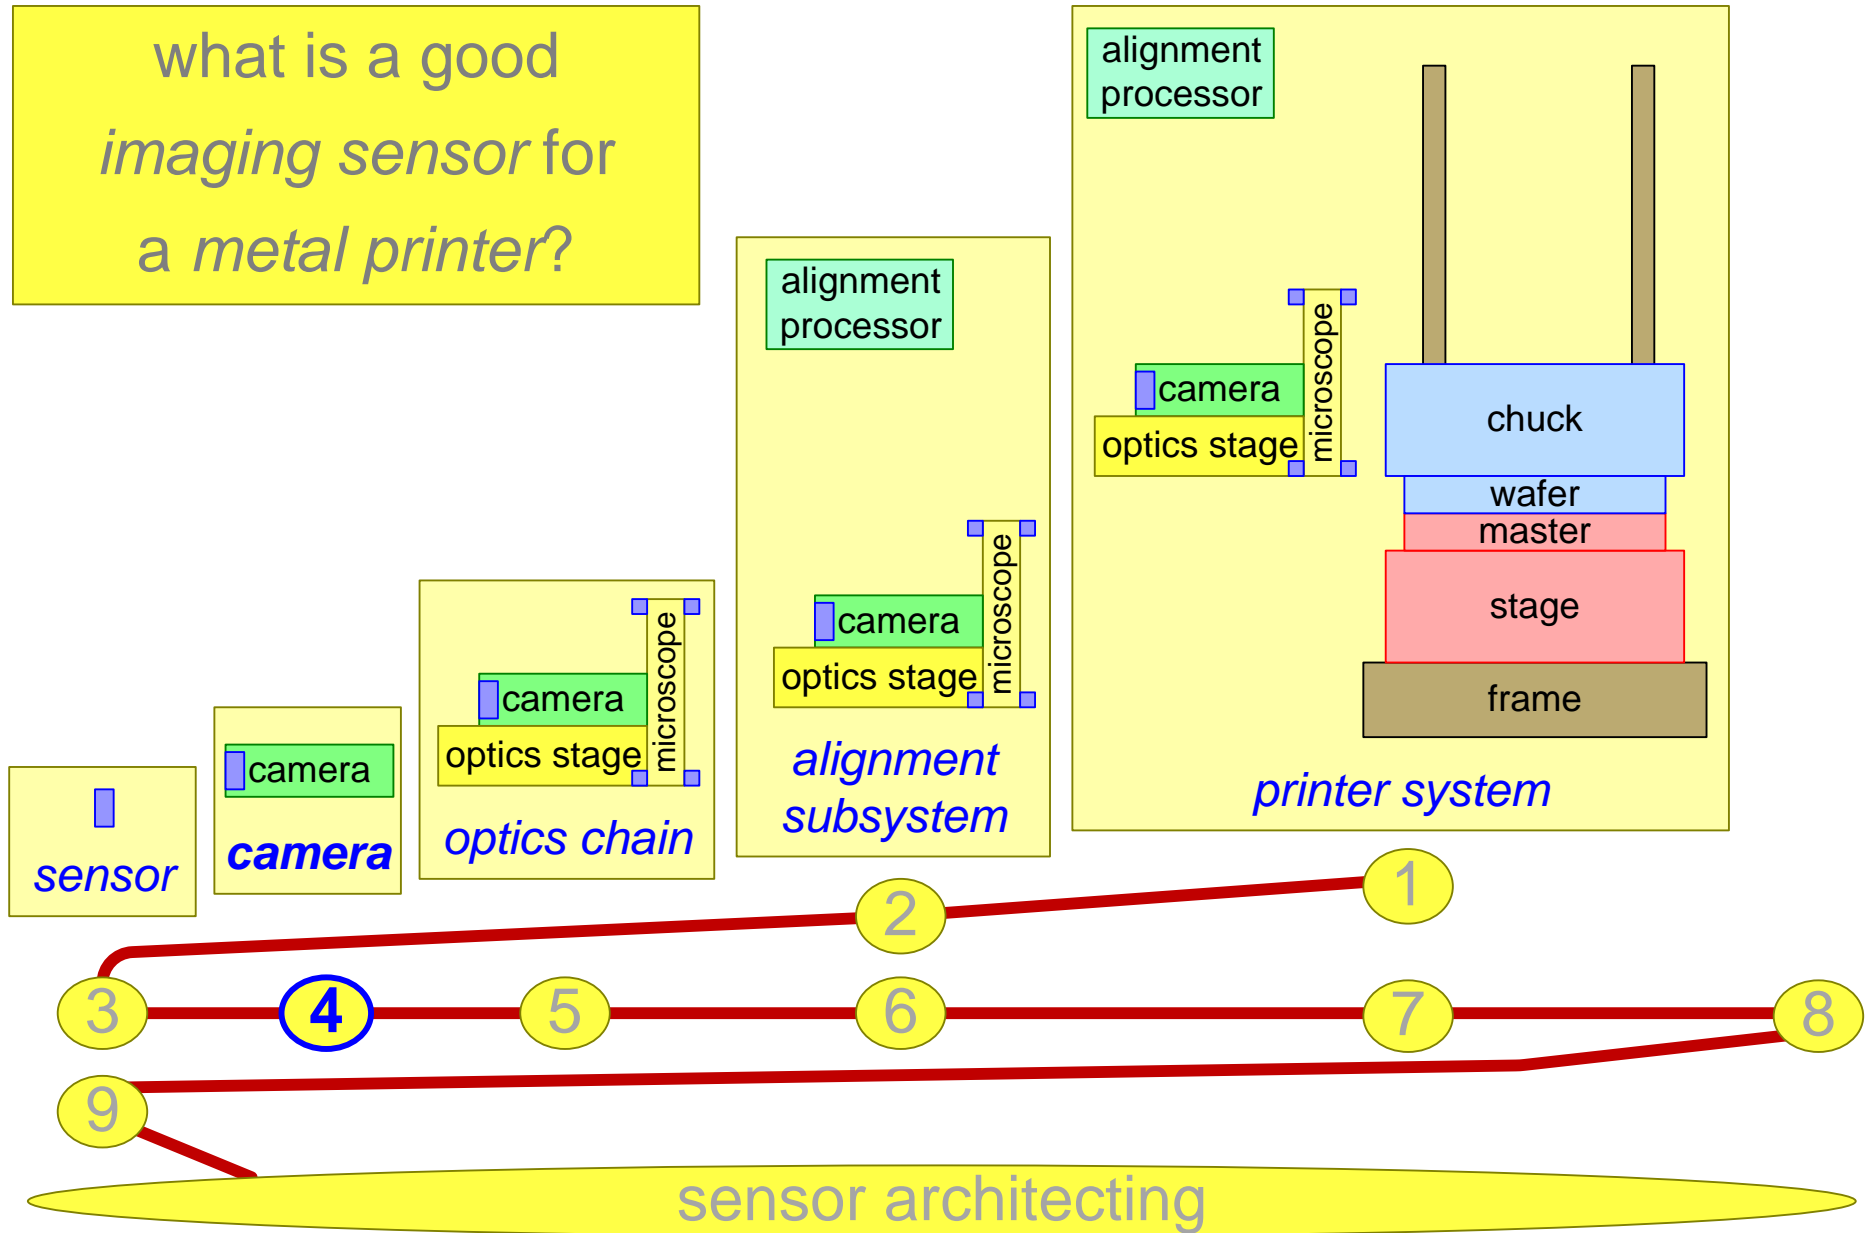 what is a good
imaging sensor for
a metal printer?
alignment
processor
microscope
camera
optics stage
chuck
wafer
master
stage
frame
printer system
alignment
processor
microscope
camera
optics stage
alignment
subsystem
microscope
camera
optics stage
optics chain
camera
camera
sensor
1
2
3
4
5
6
7
8
9
sensor architecting